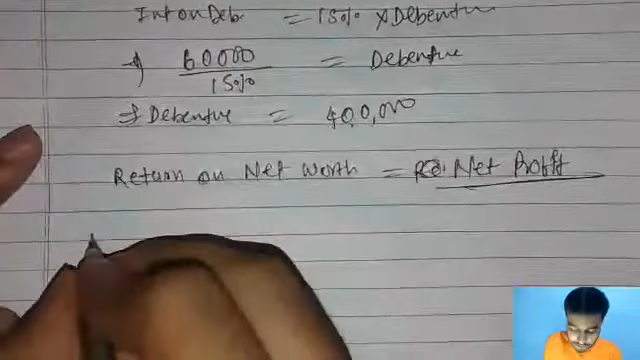 Int on Deb = 15% × Debenture
⇒ 60000 / 15% = Debenture
⇒ Debenture = 400,000
Return on Net worth = Net Profit